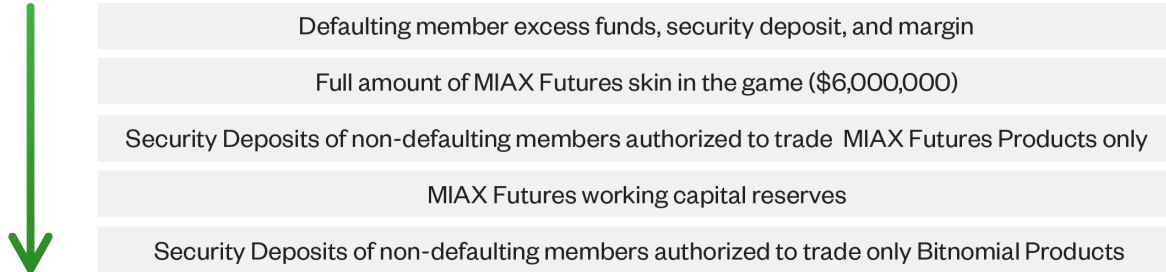 Defaulting member excess funds, security deposit, and margin
Full amount of MIAX Futures skin in the game ($6,000,000)
Security Deposits of non-defaulting members authorized to trade  MIAX Futures Products only
MIAX Futures working capital reserves
Security Deposits of non-defaulting members authorized to trade only Bitnomial Products